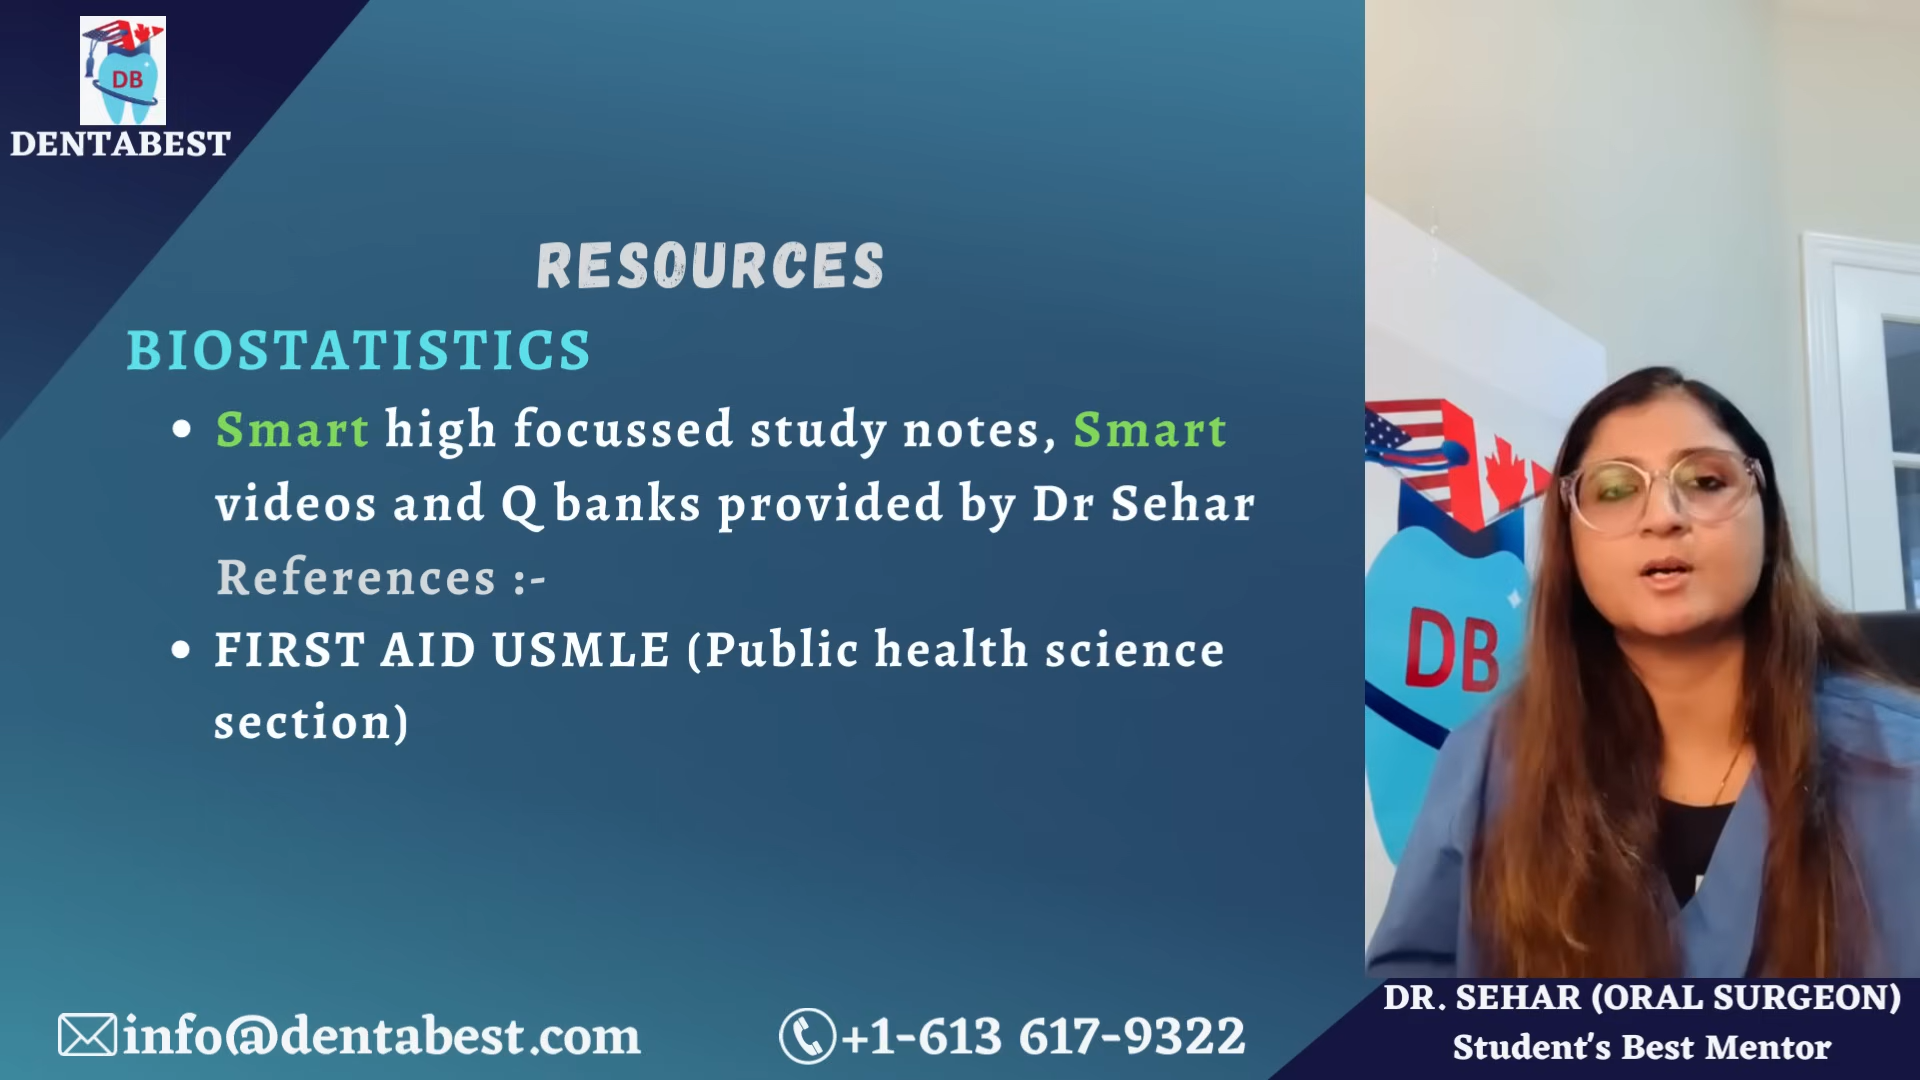 DB
DENTABEST
RESOURCES
BIOSTATISTICS
• Smart high focussed study notes, Smart
videos and Q banks provided by Dr Sehar
References :-
• FIRST AID USMLE (Public health science
section)
DB
info@dentabest.com
+1-613 617-9322
DR. SEHAR (ORAL SURGEON)
Student's Best Mentor